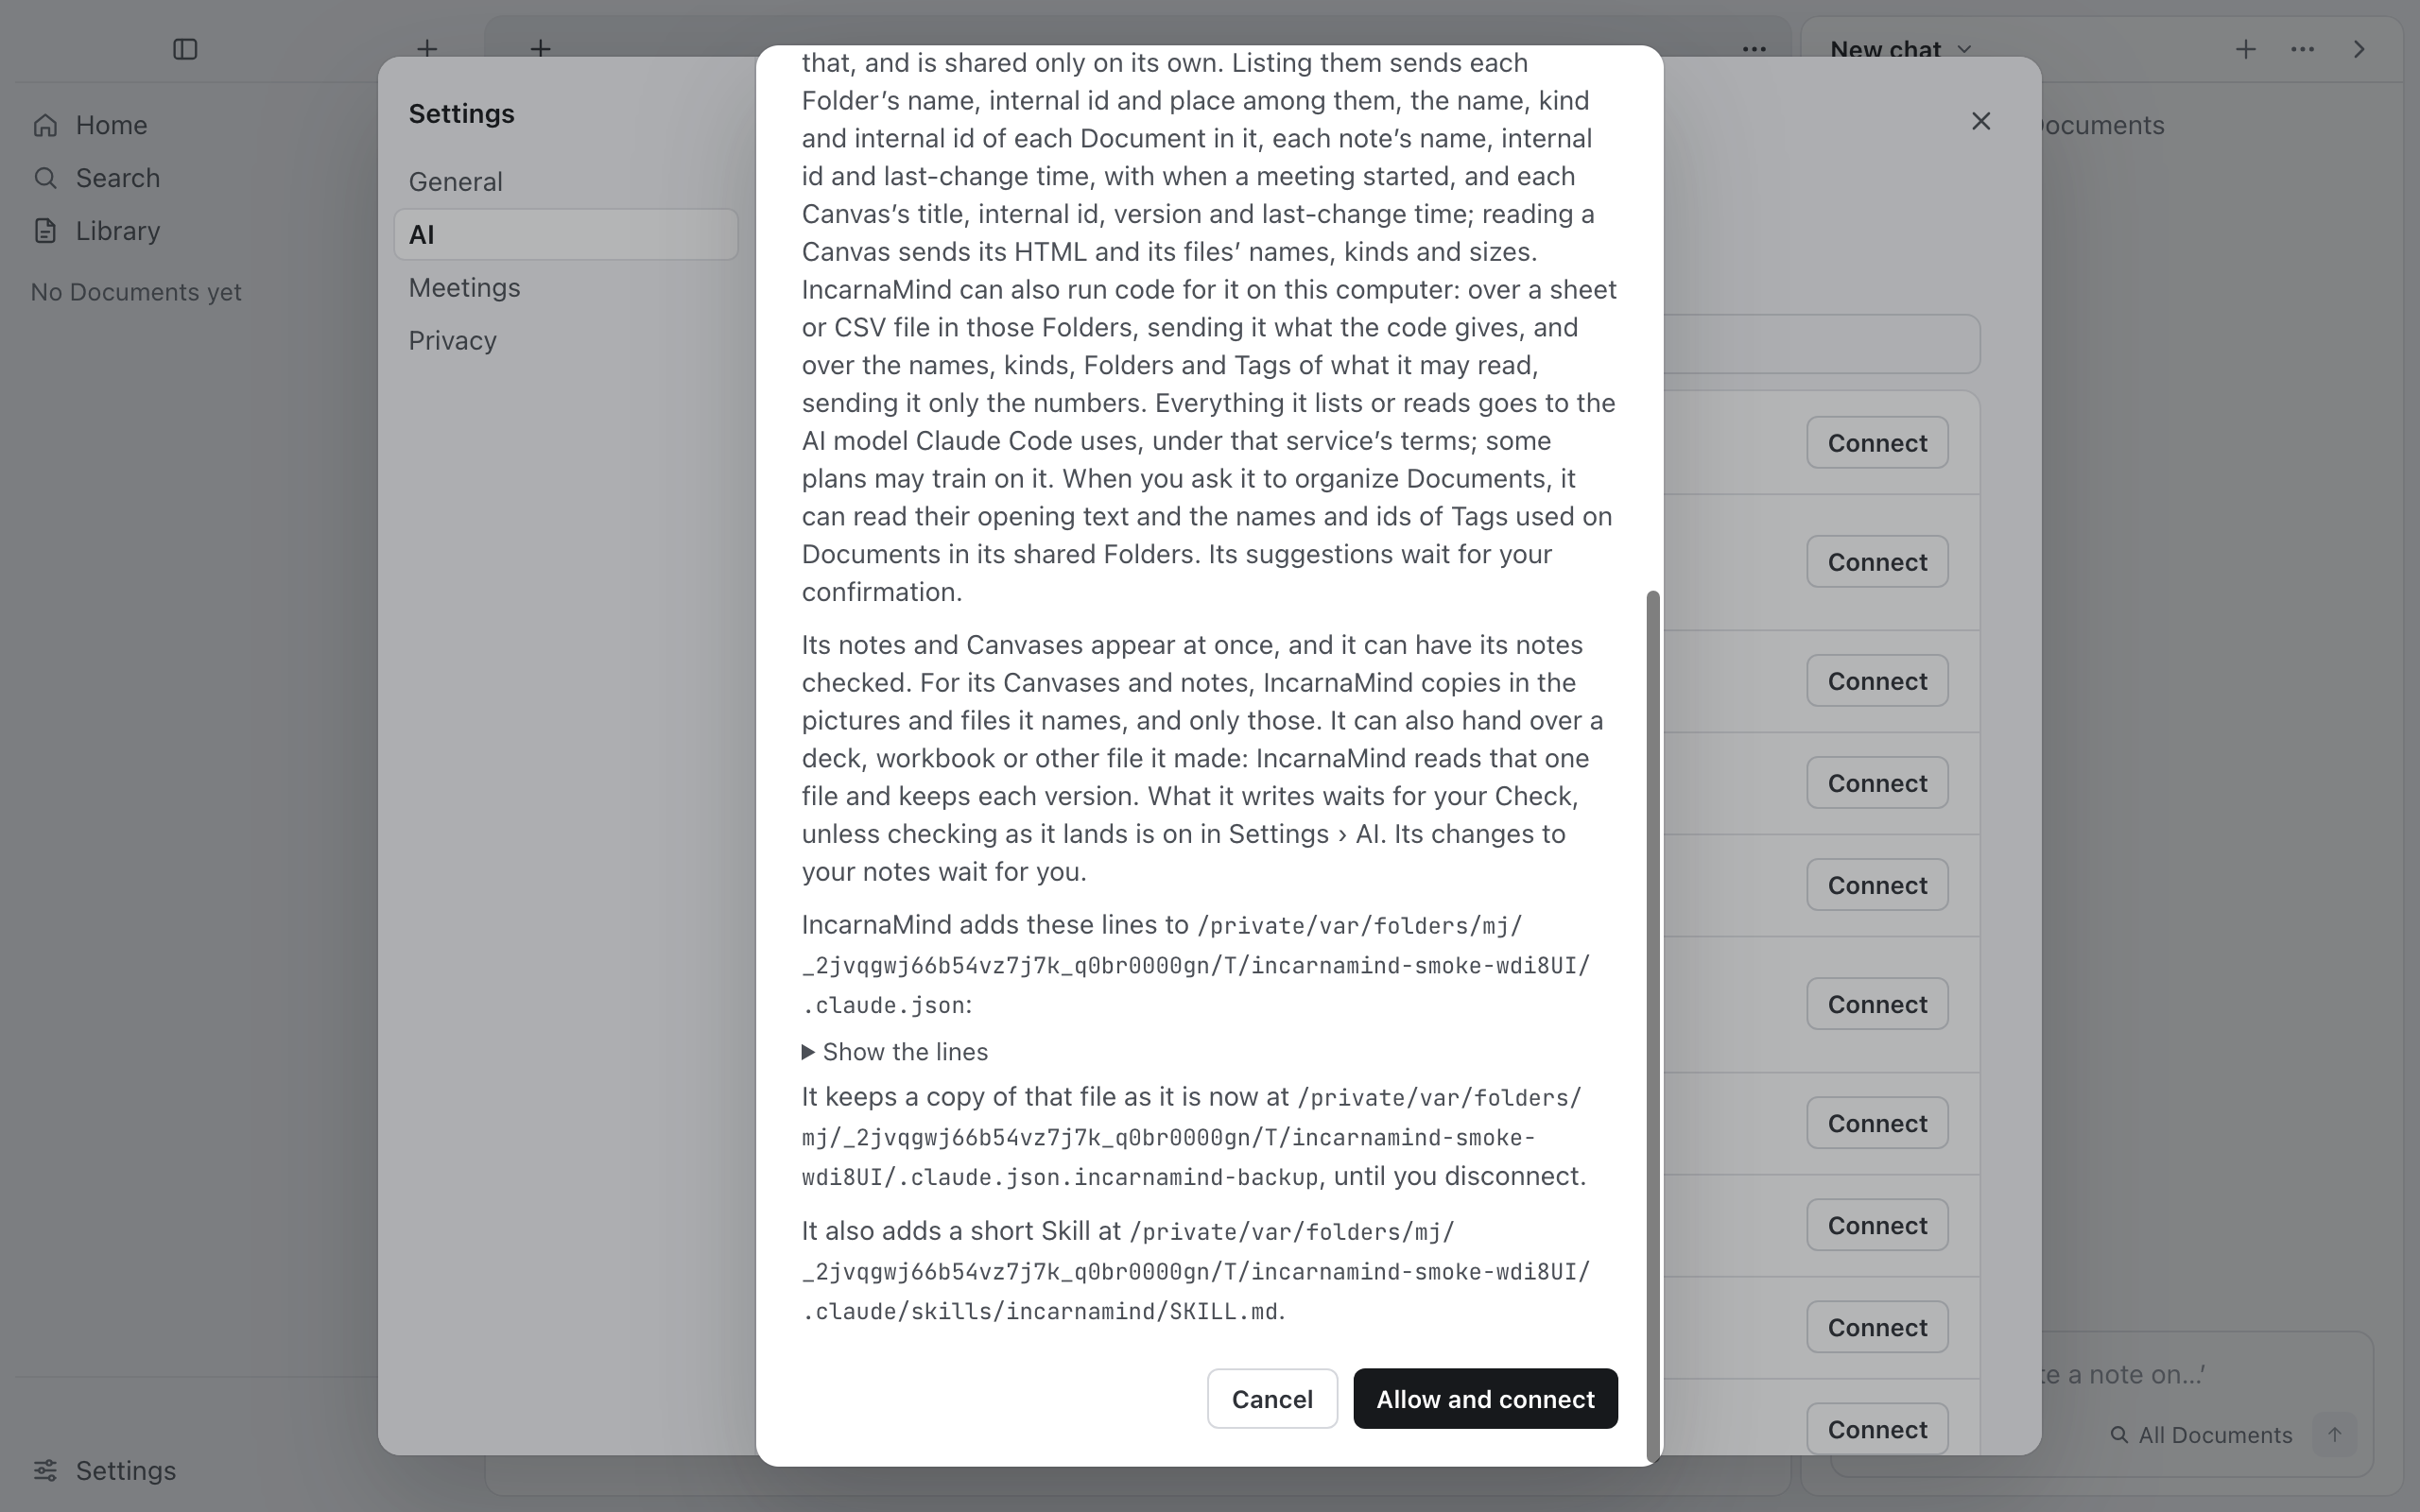 New chat
Home
Search
Library
No Documents yet
Settings
Settings
General
AI
Meetings
Privacy
that, and is shared only on its own. Listing them sends each
Folder’s name, internal id and place among them, the name, kind
and internal id of each Document in it, each note’s name, internal
id and last-change time, with when a meeting started, and each
Canvas’s title, internal id, version and last-change time; reading a
Canvas sends its HTML and its files’ names, kinds and sizes.
IncarnaMind can also run code for it on this computer: over a sheet
or CSV file in those Folders, sending it what the code gives, and
over the names, kinds, Folders and Tags of what it may read,
sending it only the numbers. Everything it lists or reads goes to the
AI model Claude Code uses, under that service’s terms; some
plans may train on it. When you ask it to organize Documents, it
can read their opening text and the names and ids of Tags used on
Documents in its shared Folders. Its suggestions wait for your
confirmation.
Its notes and Canvases appear at once, and it can have its notes
checked. For its Canvases and notes, IncarnaMind copies in the
pictures and files it names, and only those. It can also hand over a
deck, workbook or other file it made: IncarnaMind reads that one
file and keeps each version. What it writes waits for your Check,
unless checking as it lands is on in Settings › AI. Its changes to
your notes wait for you.
IncarnaMind adds these lines to /private/var/folders/mj/
_2jvqgwj66b54vz7j7k_q0br0000gn/T/incarnamind-smoke-wdi8UI/
.claude.json:
Show the lines
It keeps a copy of that file as it is now at /private/var/folders/
mj/_2jvqgwj66b54vz7j7k_q0br0000gn/T/incarnamind-smoke-
wdi8UI/.claude.json.incarnamind-backup, until you disconnect.
It also adds a short Skill at /private/var/folders/mj/
_2jvqgwj66b54vz7j7k_q0br0000gn/T/incarnamind-smoke-wdi8UI/
.claude/skills/incarnamind/SKILL.md.
Cancel
Allow and connect
Connect
Connect
Connect
Connect
Connect
Connect
Connect
Connect
Connect
Connect
a note on...’
All Documents